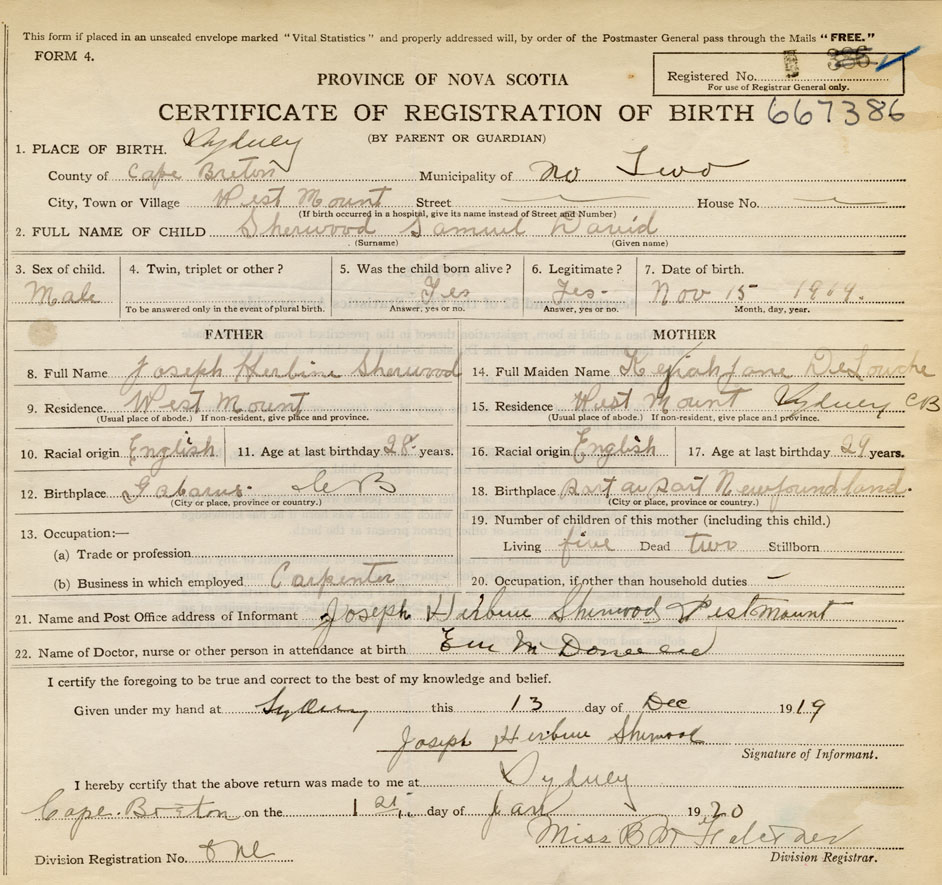 This form if placed in an unsealed envelope marked "Vital Statistics" and properly addressed will, by order of the Postmaster General pass through the Mails "FREE."
FORM 4.
PROVINCE OF NOVA SCOTIA
Registered No. 386
For use of Registrar General only.
CERTIFICATE OF REGISTRATION OF BIRTH 667386
(BY PARENT OR GUARDIAN)
1. PLACE OF BIRTH. Sydney
County of Cape Breton Municipality of No Two
City, Town or Village West Mount Street House No.
(If birth occurred in a hospital, give its name instead of Street and Number)
2. FULL NAME OF CHILD Sherwood Samuel David
(Surname) (Given name)
3. Sex of child. 4. Twin, triplet or other? 5. Was the child born alive? 6. Legitimate? 7. Date of birth.
Male Yes Yes- Nov 15 1919.
To be answered only in the event of plural birth. Answer, yes or no. Answer, yes or no. Month, day, year.
FATHER MOTHER
8. Full Name Joseph Herbine Sherwood 14. Full Maiden Name Keziah Jane
9. Residence. West Mount 15. Residence West Mount Sydney CB
(Usual place of abode.) If non-resident, give place and province. (Usual place of abode.) If non-resident, give place and province.
10. Racial origin English 11. Age at last birthday 28 years. 16. Racial origin English 17. Age at last birthday 29 years.
12. Birthplace Gabarus C B 18. Birthplace Newfoundland.
(City or place, province or country.) (City or place, province or country.)
13. Occupation:— 19. Number of children of this mother (including this child.)
(a) Trade or profession Living five Dead two Stillborn
(b) Business in which employed Carpenter 20. Occupation, if other than household duties -
21. Name and Post Office address of Informant Joseph Herbine Sherwood Westmount
22. Name of Doctor, nurse or other person in attendance at birth
I certify the foregoing to be true and correct to the best of my knowledge and belief.
Given under my hand at Sydney this 13 day of Dec 1919
Joseph Herbine Sherwood
Signature of Informant.
I hereby certify that the above return was made to me at Sydney
Cape Breton on the 1 day of Jan 1920
Miss B
Division Registration No. One Division Registrar.